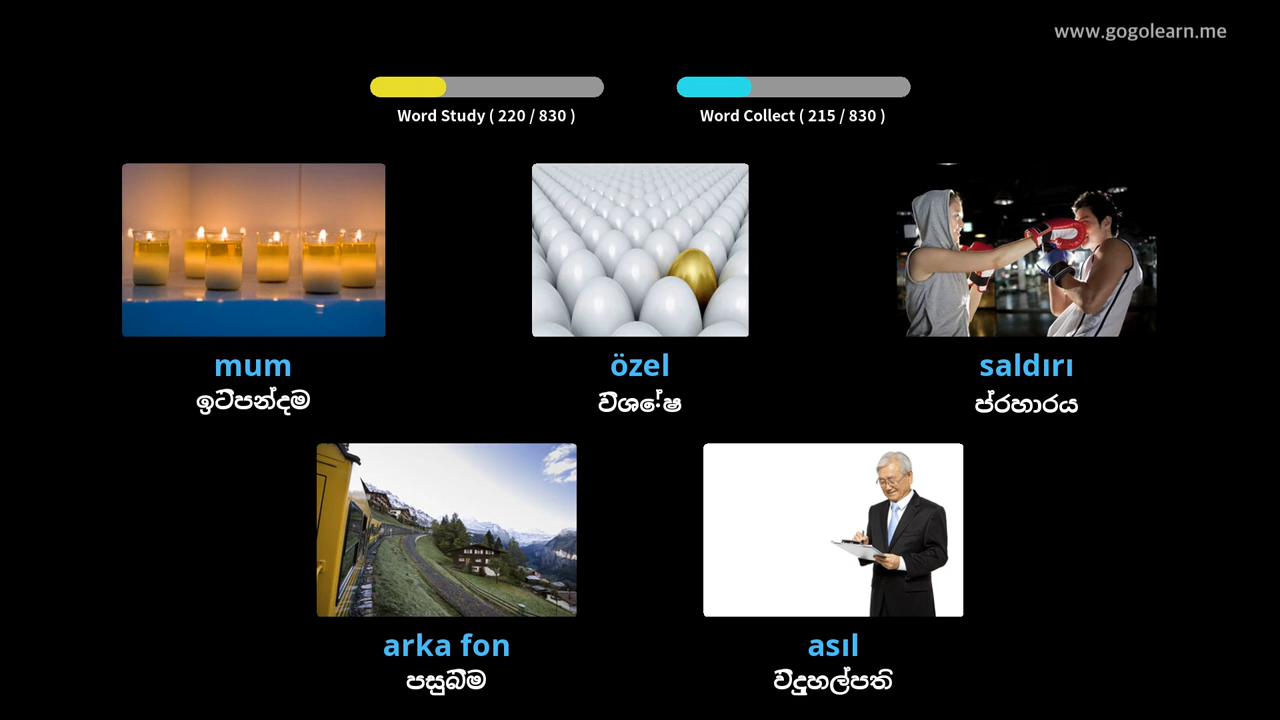 www.gogolearn.me
Word Study ( 220 / 830 )
Word Collect ( 215 / 830 )
mum
ඉටිපන්දම
özel
විශේෂ
saldırı
ප්රහාරය
arka fon
පසුබිම
asıl
විදුහල්පති